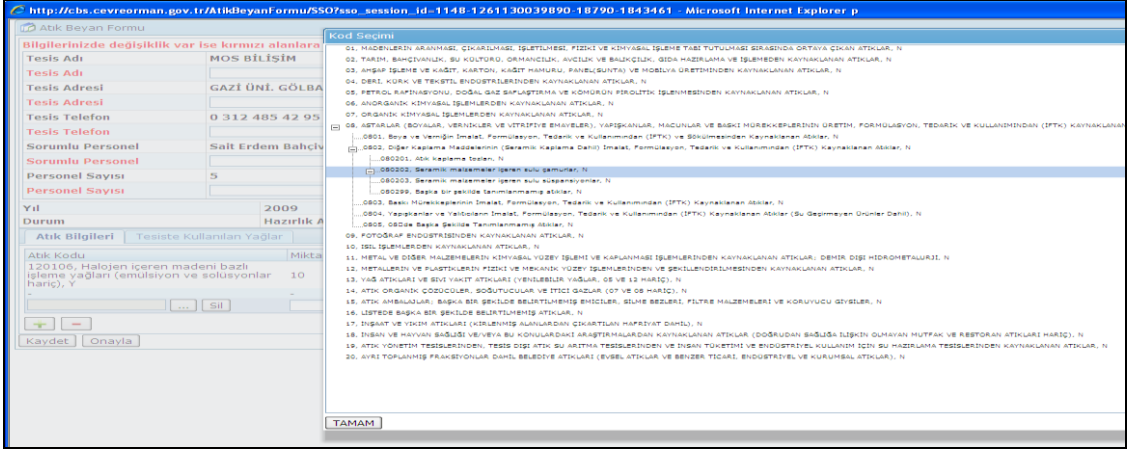 http://cbs.cevreorman.gov.tr/AtikBeyanFormu/SSO?sso_session_id=1148-1261130039890-18790-1843461 - Microsoft Internet Explorer p
Atık Beyan Formu
Bilgilerinizde değişiklik var ise kırmızı alanlara
Tesis Adı MOS BİLİŞİM
Tesis Adı
Tesis Adresi GAZİ ÜNİ. GÖLBA
Tesis Adresi
Tesis Telefon 0 312 485 42 95
Tesis Telefon
Sorumlu Personel Sait Erdem Bahçiv
Sorumlu Personel
Personel Sayısı 5
Personel Sayısı
Yıl 2009
Durum Hazırlık A
Atık Bilgileri Tesiste Kullanılan Yağlar
Atık Kodu Mikta
120106, Halojen içeren madeni bazlı
işleme yağları (emülsiyon ve solüsyonlar 10
hariç), Y
... Sil
Kaydet Onayla
Kod Seçimi
01, MADENLERİN ARANMASI, ÇIKARILMASI, İŞLETİLMESİ, FİZİKİ VE KİMYASAL İŞLEME TABİ TUTULMASI SIRASINDA ORTAYA ÇIKAN ATIKLAR, N
02, TARIM, BAHÇIVANLIK, SU KÜLTÜRÜ, ORMANCILIK, AVCILIK VE BALIKÇILIK, GIDA HAZIRLAMA VE İŞLEMEDEN KAYNAKLANAN ATIKLAR, N
03, AHŞAP İŞLEME VE KAĞIT, KARTON, KAĞIT HAMURU, PANEL(SUNTA) VE MOBİLYA ÜRETİMİNDEN KAYNAKLANAN ATIKLAR, N
04, DERİ, KÜRK VE TEKSTİL ENDÜSTRİLERİNDEN KAYNAKLANAN ATIKLAR, N
05, PETROL RAFİNASYONU, DOĞAL GAZ SAFLAŞTIRMA VE KÖMÜRÜN PİROLİTİK İŞLENMESİNDEN KAYNAKLANAN ATIKLAR, N
06, ANORGANİK KİMYASAL İŞLEMLERDEN KAYNAKLANAN ATIKLAR, N
07, ORGANİK KİMYASAL İŞLEMLERDEN KAYNAKLANAN ATIKLAR, N
08, ASTARLAR (BOYALAR, VERNİKLER VE VİTRİFİYE EMAYELER), YAPIŞKANLAR, MACUNLAR VE BASKI MÜREKKEPLERİNİN ÜRETİM, FORMÜLASYON, TEDARİK VE KULLANIMINDAN (İFTK) KAYNAKLANAN
0801, Boya ve Verniğin İmalat, Formülasyon, Tedarik ve Kullanımından (İFTK) ve Sökülmesinden Kaynaklanan Atıklar, N
0802, Diğer Kaplama Maddelerinin (Seramik Kaplama Dahil) İmalat, Formülasyon, Tedarik ve Kullanımından (İFTK) Kaynaklanan Atıklar, N
080201, Atık kaplama tozları, N
080202, Seramik malzemeler içeren sulu çamurlar, N
080203, Seramik malzemeler içeren sulu süspansiyonlar, N
080299, Başka bir şekilde tanımlanmamış atıklar, N
0803, Baskı Mürekkeplerinin İmalat, Formülasyon, Tedarik ve Kullanımından (İFTK) Kaynaklanan Atıklar, N
0804, Yapışkanlar ve Yalıtıcıların İmalat, Formülasyon, Tedarik ve Kullanımından (İFTK) Kaynaklanan Atıklar (Su Geçirmeyen Ürünler Dahil), N
0805, 08Dde Başka Şekilde Tanımlanmamış Atıklar, N
09, FOTOĞRAF ENDÜSTRİSİNDEN KAYNAKLANAN ATIKLAR, N
10, ISIL İŞLEMLERDEN KAYNAKLANAN ATIKLAR, N
11, METAL VE DİĞER MALZEMELERİN KİMYASAL YÜZEY İŞLEMİ VE KAPLANMASI İŞLEMLERİNDEN KAYNAKLANAN ATIKLAR; DEMİR DIŞI HİDROMETALURJİ, N
12, METALLERİN VE PLASTİKLERİN FİZİKİ VE MEKANİK YÜZEY İŞLEMLERİNDEN VE ŞEKİLLENDİRİLMESİNDEN KAYNAKLANAN ATIKLAR, N
13, YAĞ ATIKLARI VE SIVI YAKIT ATIKLARI (YENİLEBİLİR YAĞLAR, 05 VE 12 HARİÇ), N
14, ATIK ORGANİK ÇÖZÜCÜLER, SOĞUTUCULAR VE İTİCİ GAZLAR (07 VE 08 HARİÇ), N
15, ATIK AMBALAJLAR; BAŞKA BİR ŞEKİLDE BELİRTİLMEMİŞ EMİCİLER, SİLME BEZLERİ, FİLTRE MALZEMELERİ VE KORUYUCU GİYSİLER, N
16, LİSTEDE BAŞKA BİR ŞEKİLDE BELİRTİLMEMİŞ ATIKLAR, N
17, İNŞAAT VE YIKIM ATIKLARI (KİRLENMİŞ ALANLARDAN ÇIKARTILAN HAFRİYAT DAHİL), N
18, İNSAN VE HAYVAN SAĞLIĞI VE/VEYA BU KONULARDAKİ ARAŞTIRMALARDAN KAYNAKLANAN ATIKLAR (DOĞRUDAN SAĞLIĞA İLİŞKİN OLMAYAN MUTFAK VE RESTORAN ATIKLARI HARİÇ), N
19, ATIK YÖNETİM TESİSLERİNDEN, TESİS DIŞI ATIK SU ARITMA TESİSLERİNDEN VE İNSAN TÜKETİMİ VE ENDÜSTRİYEL KULLANIM İÇİN SU HAZIRLAMA TESİSLERİNDEN KAYNAKLANAN ATIKLAR, N
20, AYRI TOPLANMIŞ FRAKSİYONLAR DAHİL BELEDİYE ATIKLARI (EVSEL ATIKLAR VE BENZER TİCARİ, ENDÜSTRİYEL VE KURUMSAL ATIKLAR), N
TAMAM